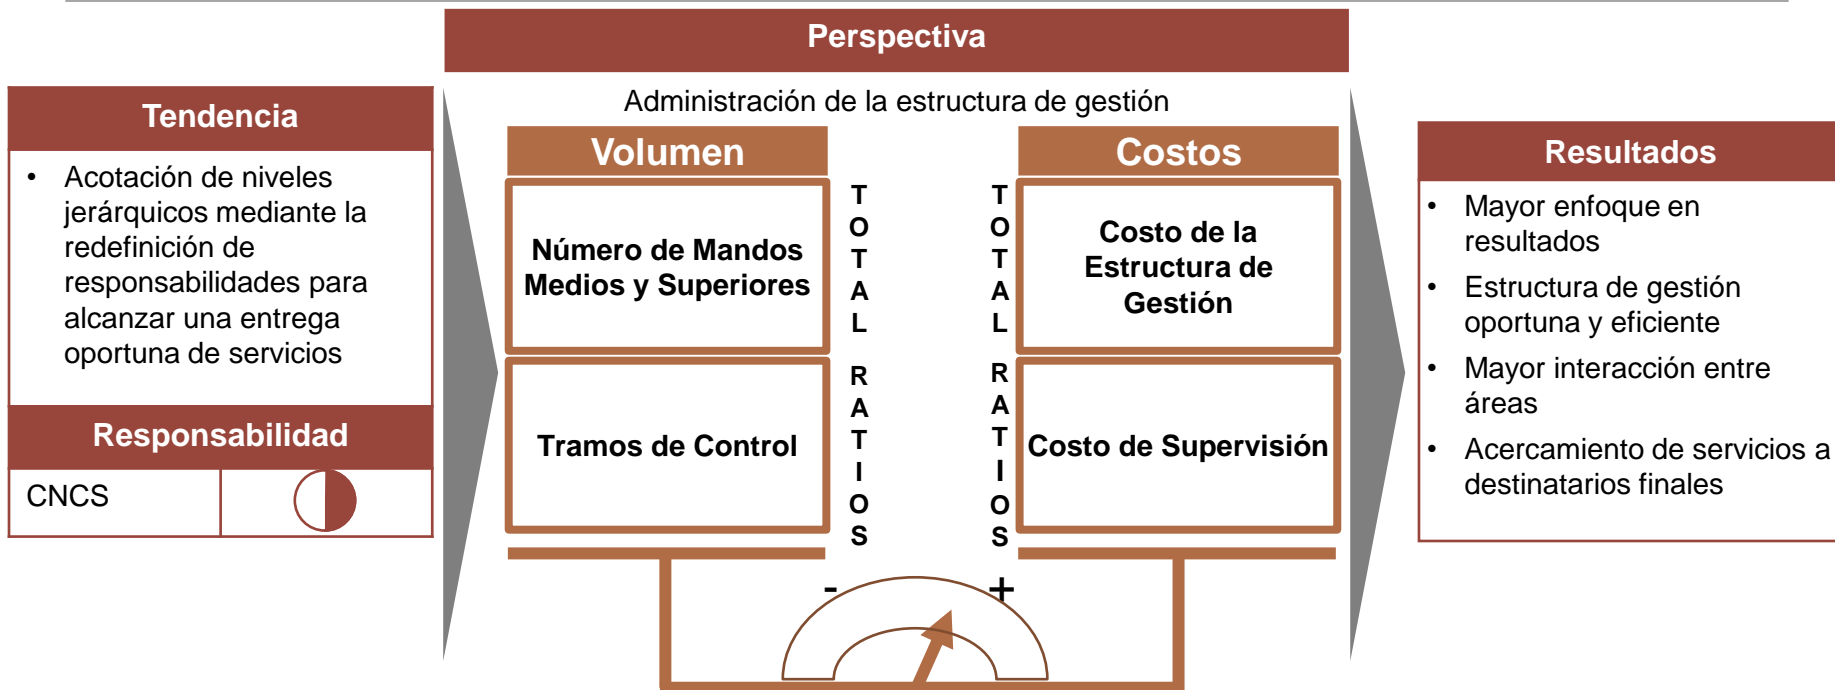 Perspectiva
Tendencia
• Acotación de niveles
jerárquicos mediante la
redefinición de
responsabilidades para
alcanzar una entrega
oportuna de servicios
Responsabilidad
CNCS
Administración de la estructura de gestión
Volumen
Número de Mandos
Medios y Superiores
Tramos de Control
TOTAL
RATIOS
TOTAL
RATIOS
Costos
Costo de la
Estructura de
Gestión
Costo de Supervisión
-
+
Resultados
• Mayor enfoque en
resultados
• Estructura de gestión
oportuna y eficiente
• Mayor interacción entre
áreas
• Acercamiento de servicios a
destinatarios finales